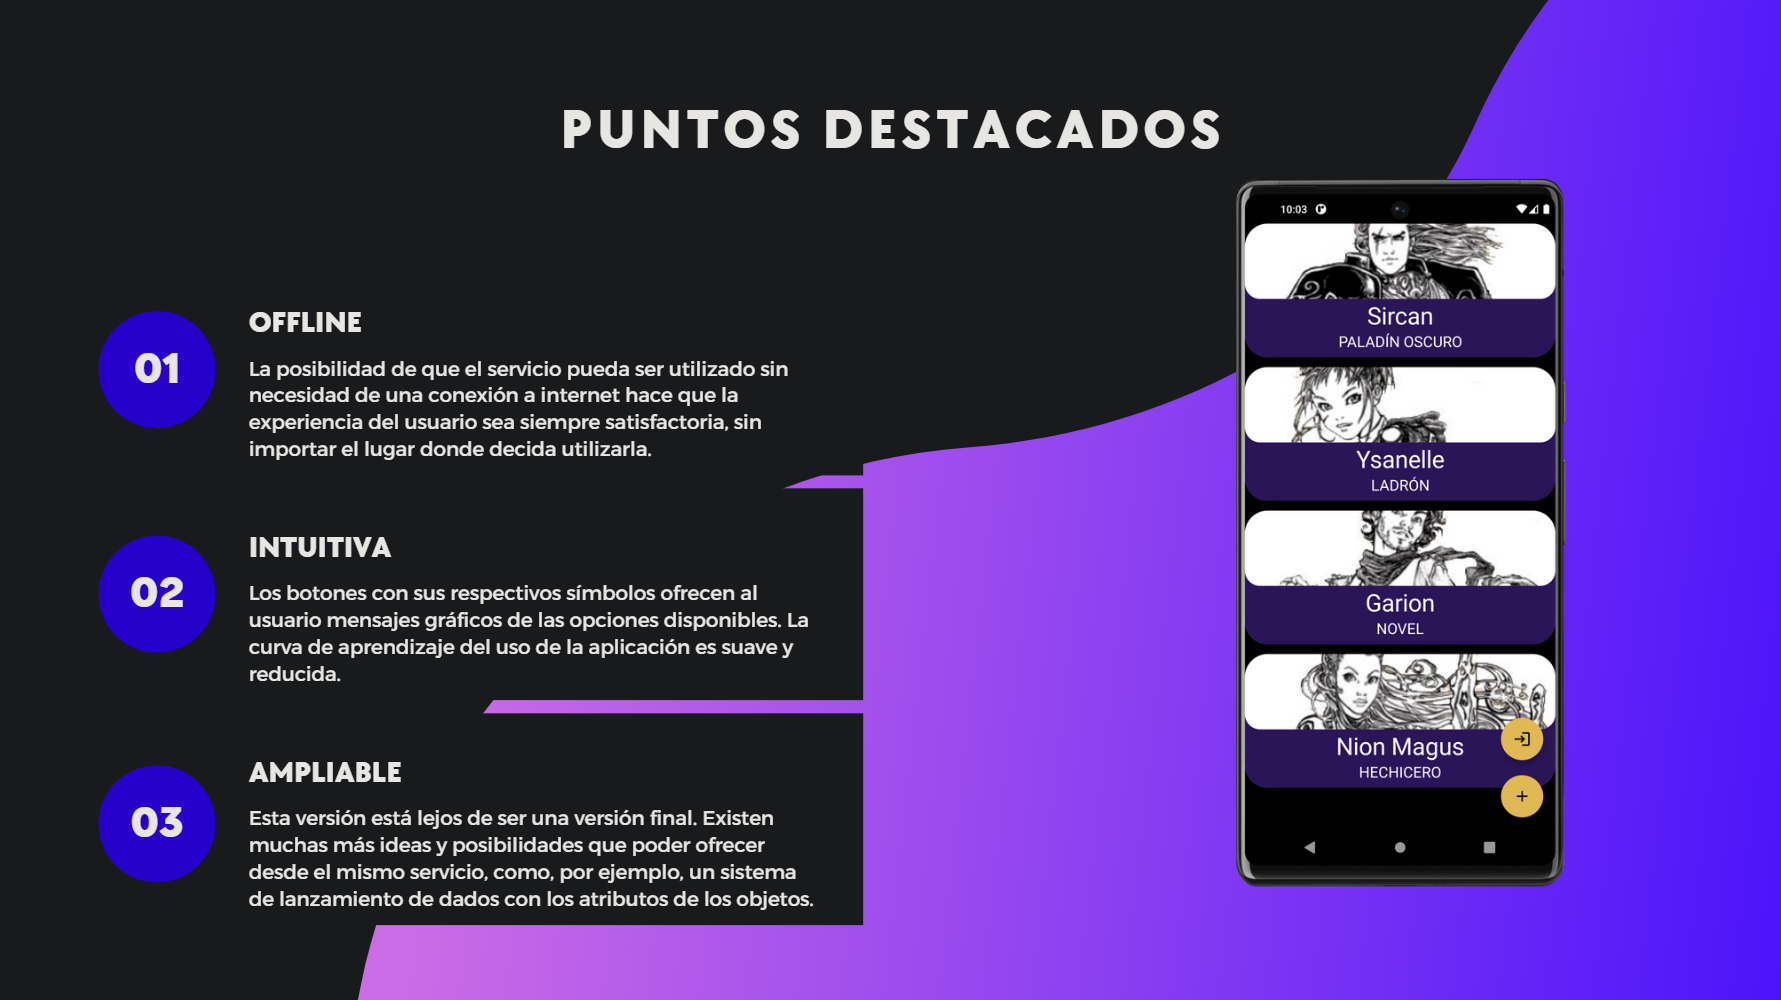 PUNTOS DESTACADOS
01
OFFLINE
La posibilidad de que el servicio pueda ser utilizado sin
necesidad de una conexión a internet hace que la
experiencia del usuario sea siempre satisfactoria, sin
importar el lugar donde decida utilizarla.
02
INTUITIVA
Los botones con sus respectivos símbolos ofrecen al
usuario mensajes gráficos de las opciones disponibles. La
curva de aprendizaje del uso de la aplicación es suave y
reducida.
03
AMPLIABLE
Esta versión está lejos de ser una versión final. Existen
muchas más ideas y posibilidades que poder ofrecer
desde el mismo servicio, como, por ejemplo, un sistema
de lanzamiento de dados con los atributos de los objetos.
10:03
Sircan
PALADÍN OSCURO
Ysanelle
LADRÓN
Garion
NOVEL
Nion Magus
HECHICERO